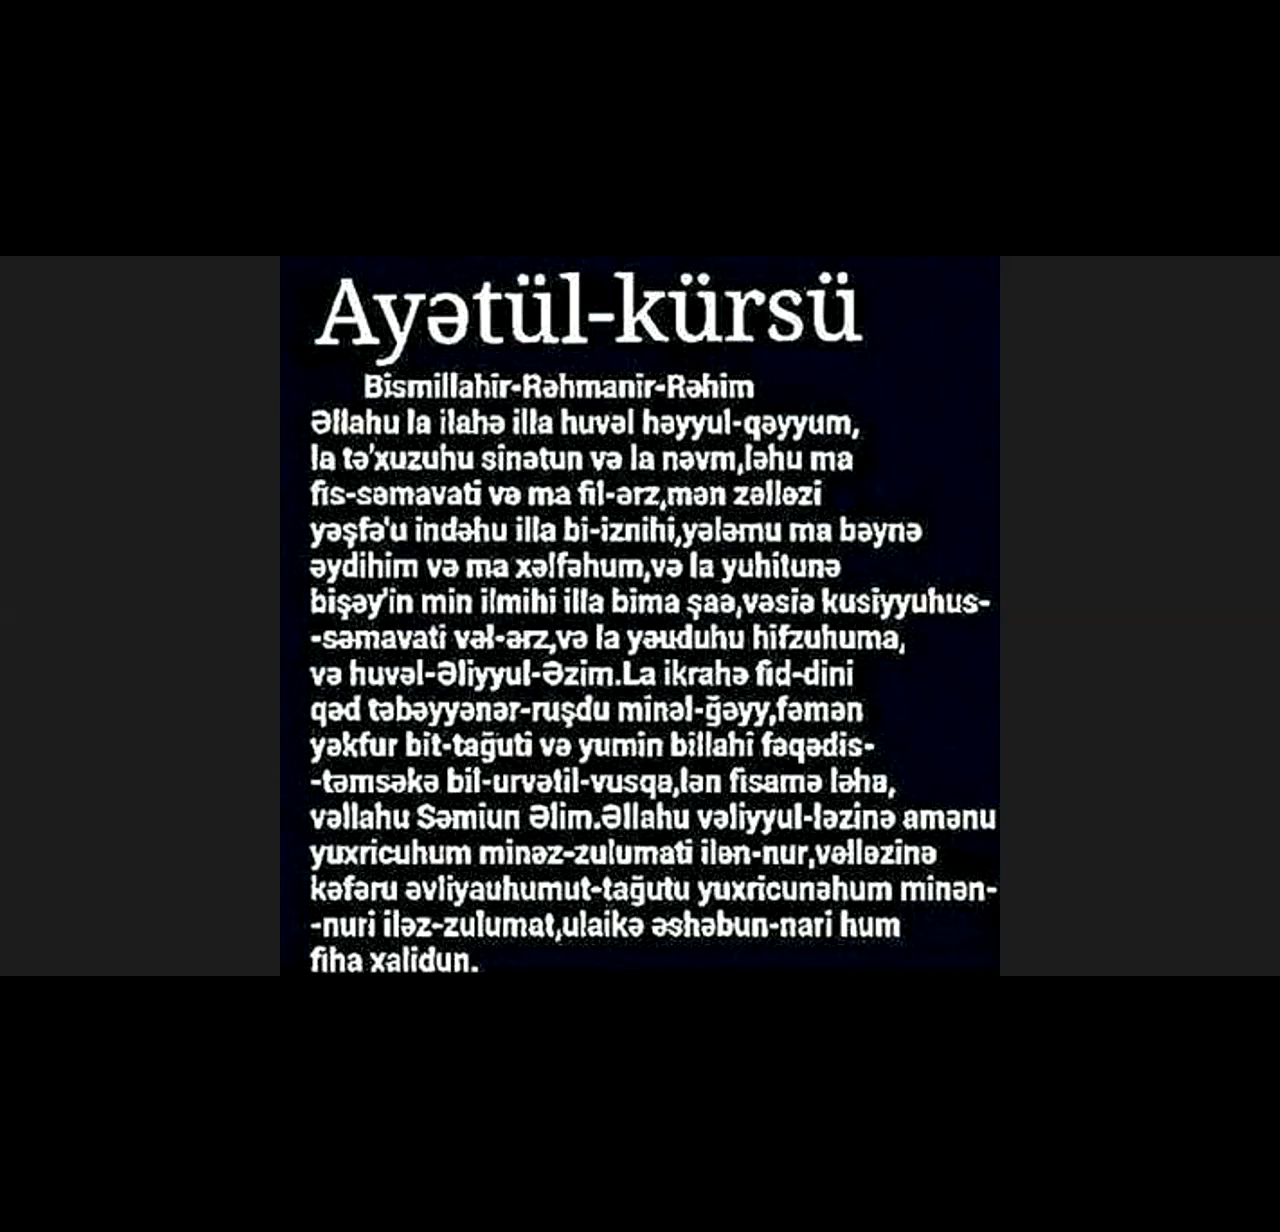 Ayətül-kürsü
Bismillahir-Rəhmanir-Rəhim
Əllahu la ilahə illa huvəl həyyul-qəyyum,
la tə'xuzuhu sinətun və la nəvm,ləhu ma
fis-səmavati və ma fil-ərz,mən zəlləzi
yəşfə'u indəhu illa bi-iznihi,yələmu ma bəynə
əydihim və ma xəlfəhum,və la yuhitunə
bişəy'in min ilmihi illa bima şaə,vəsiə kusiyyuhus-
-səmavati vəl-ərz,və la yəuduhu hifzuhuma,
və huvəl-Əliyyul-Əzim.La ikrahə fid-dini
qəd təbəyyənər-ruşdu minəl-ğəyy,fəmən
yəkfur bit-tağuti və yumin billahi fəqədis-
-təmsəkə bil-urvətil-vusqa,lən fisamə ləha,
vəllahu Səmiun Əlim.Əllahu vəliyyul-ləzinə amənu
yuxricuhum minəz-zulumati ilən-nur,vəlləzinə
kəfəru əvliyauhumut-tağutu yuxricunəhum minən-
-nuri iləz-zulumat,ulaikə əshəbun-nari hum
fiha xalidun.